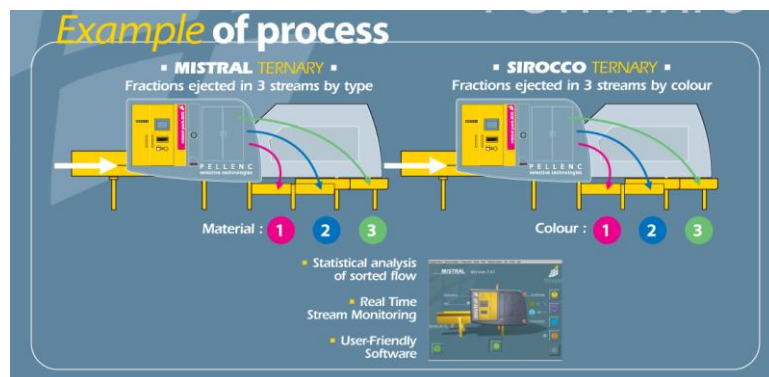 Example of process
▪ MISTRAL TERNARY ▪
Fractions ejected in 3 streams by type
▪ SIROCCO TERNARY ▪
Fractions ejected in 3 streams by colour
PELLENC
selective technologies
PELLENC
selective technologies
Material : 1 2 3
Colour : 1 2 3
▪ Statistical analysis
of sorted flow
▪ Real Time
Stream Monitoring
▪ User-Friendly
Software
MISTRAL